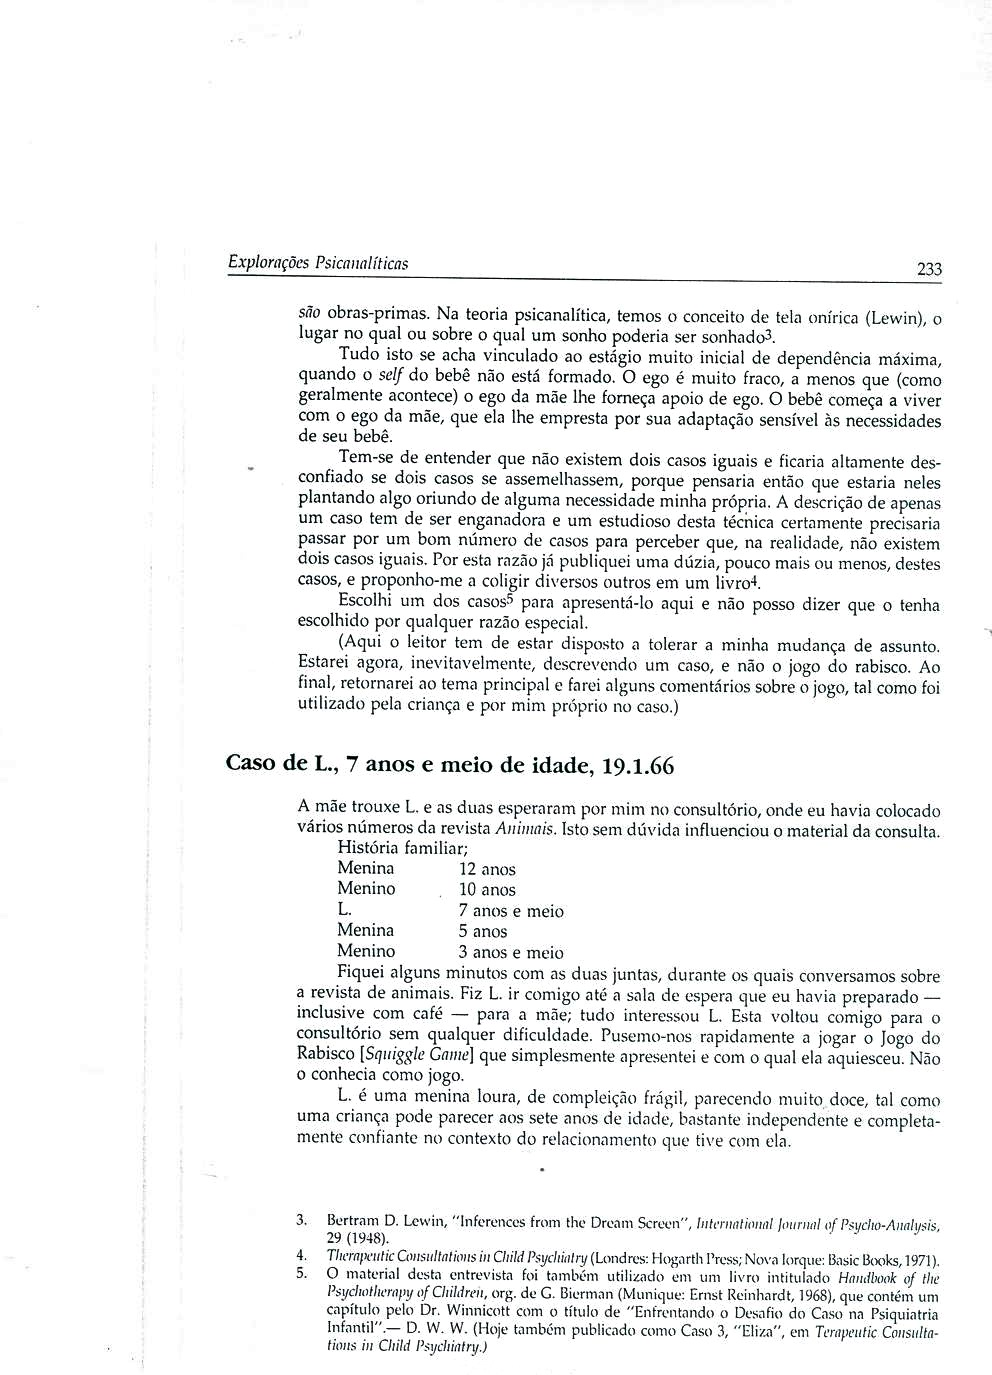 Explorações Psicanalíticas 233
são obras-primas. Na teoria psicanalítica, temos o conceito de tela onírica (Lewin), o
lugar no qual ou sobre o qual um sonho poderia ser sonhado³.
Tudo isto se acha vinculado ao estágio muito inicial de dependência máxima,
quando o self do bebê não está formado. O ego é muito fraco, a menos que (como
geralmente acontece) o ego da mãe lhe forneça apoio de ego. O bebê começa a viver
com o ego da mãe, que ela lhe empresta por sua adaptação sensível às necessidades
de seu bebê.
Tem-se de entender que não existem dois casos iguais e ficaria altamente des-
confiado se dois casos se assemelhassem, porque pensaria então que estaria neles
plantando algo oriundo de alguma necessidade minha própria. A descrição de apenas
um caso tem de ser enganadora e um estudioso desta técnica certamente precisaria
passar por um bom número de casos para perceber que, na realidade, não existem
dois casos iguais. Por esta razão já publiquei uma dúzia, pouco mais ou menos, destes
casos, e proponho-me a coligir diversos outros em um livro⁴.
Escolhi um dos casos⁵ para apresentá-lo aqui e não posso dizer que o tenha
escolhido por qualquer razão especial.
(Aqui o leitor tem de estar disposto a tolerar a minha mudança de assunto.
Estarei agora, inevitavelmente, descrevendo um caso, e não o jogo do rabisco. Ao
final, retornarei ao tema principal e farei alguns comentários sobre o jogo, tal como foi
utilizado pela criança e por mim próprio no caso.)
Caso de L., 7 anos e meio de idade, 19.1.66
A mãe trouxe L. e as duas esperaram por mim no consultório, onde eu havia colocado
vários números da revista Animais. Isto sem dúvida influenciou o material da consulta.
História familiar;
Menina 12 anos
Menino 10 anos
L. 7 anos e meio
Menina 5 anos
Menino 3 anos e meio
Fiquei alguns minutos com as duas juntas, durante os quais conversamos sobre
a revista de animais. Fiz L. ir comigo até a sala de espera que eu havia preparado —
inclusive com café — para a mãe; tudo interessou L. Esta voltou comigo para o
consultório sem qualquer dificuldade. Pusemo-nos rapidamente a jogar o Jogo do
Rabisco [Squiggle Game] que simplesmente apresentei e com o qual ela aquiesceu. Não
o conhecia como jogo.
L. é uma menina loura, de compleição frágil, parecendo muito doce, tal como
uma criança pode parecer aos sete anos de idade, bastante independente e completa-
mente confiante no contexto do relacionamento que tive com ela.
3. Bertram D. Lewin, "Inferences from the Dream Screen", International Journal of Psycho-Analysis,
29 (1948).
4. Therapeutic Consultations in Child Psychiatry (Londres: Hogarth Press; Nova Iorque: Basic Books, 1971).
5. O material desta entrevista foi também utilizado em um livro intitulado Handbook of the
Psychotherapy of Children, org. de G. Bierman (Munique: Ernst Reinhardt, 1968), que contém um
capítulo pelo Dr. Winnicott com o título de "Enfrentando o Desafio do Caso na Psiquiatria
Infantil".— D. W. W. (Hoje também publicado como Caso 3, "Eliza", em Terapeutic Consulta-
tions in Child Psychiatry.)